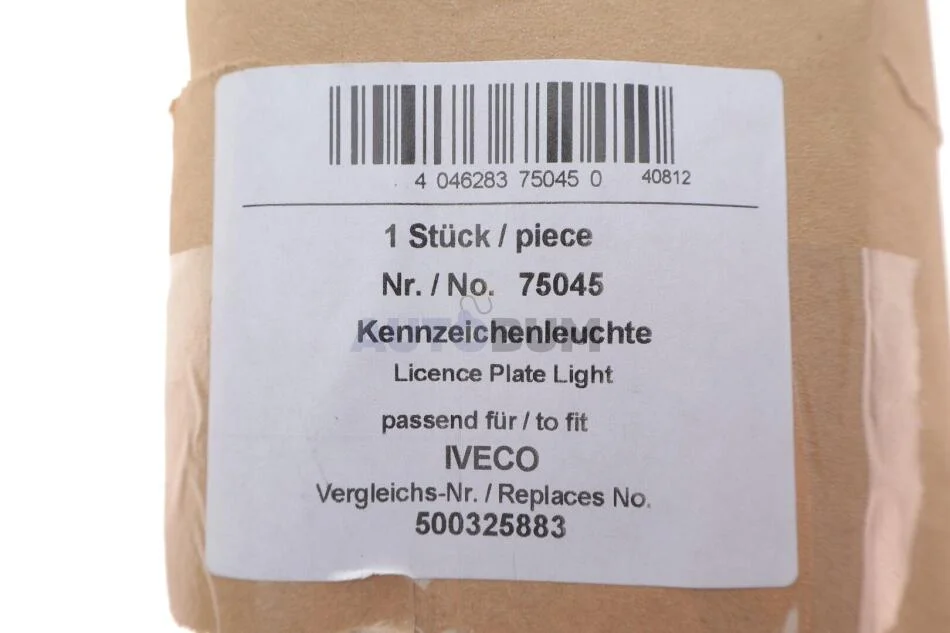 4 046283 75045 0 40812
1 Stück / piece
Nr. / No. 75045
AUTODUM
Kennzeichenleuchte
Licence Plate Light
passend für / to fit
IVECO
Vergleichs-Nr. / Replaces No.
500325883